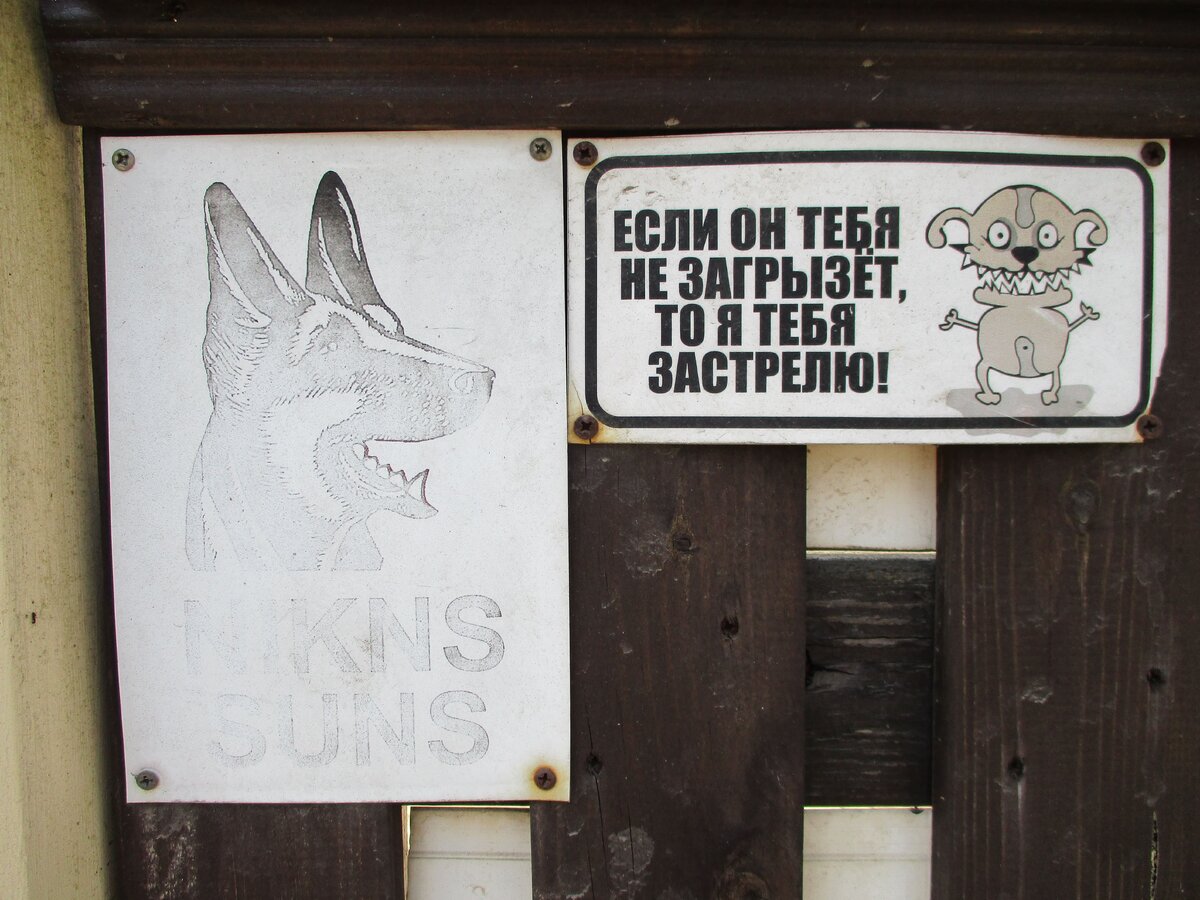 NIKNS
SUNS
ЕСЛИ ОН ТЕБЯ
НЕ ЗАГРЫЗЁТ,
ТО Я ТЕБЯ
ЗАСТРЕЛЮ!